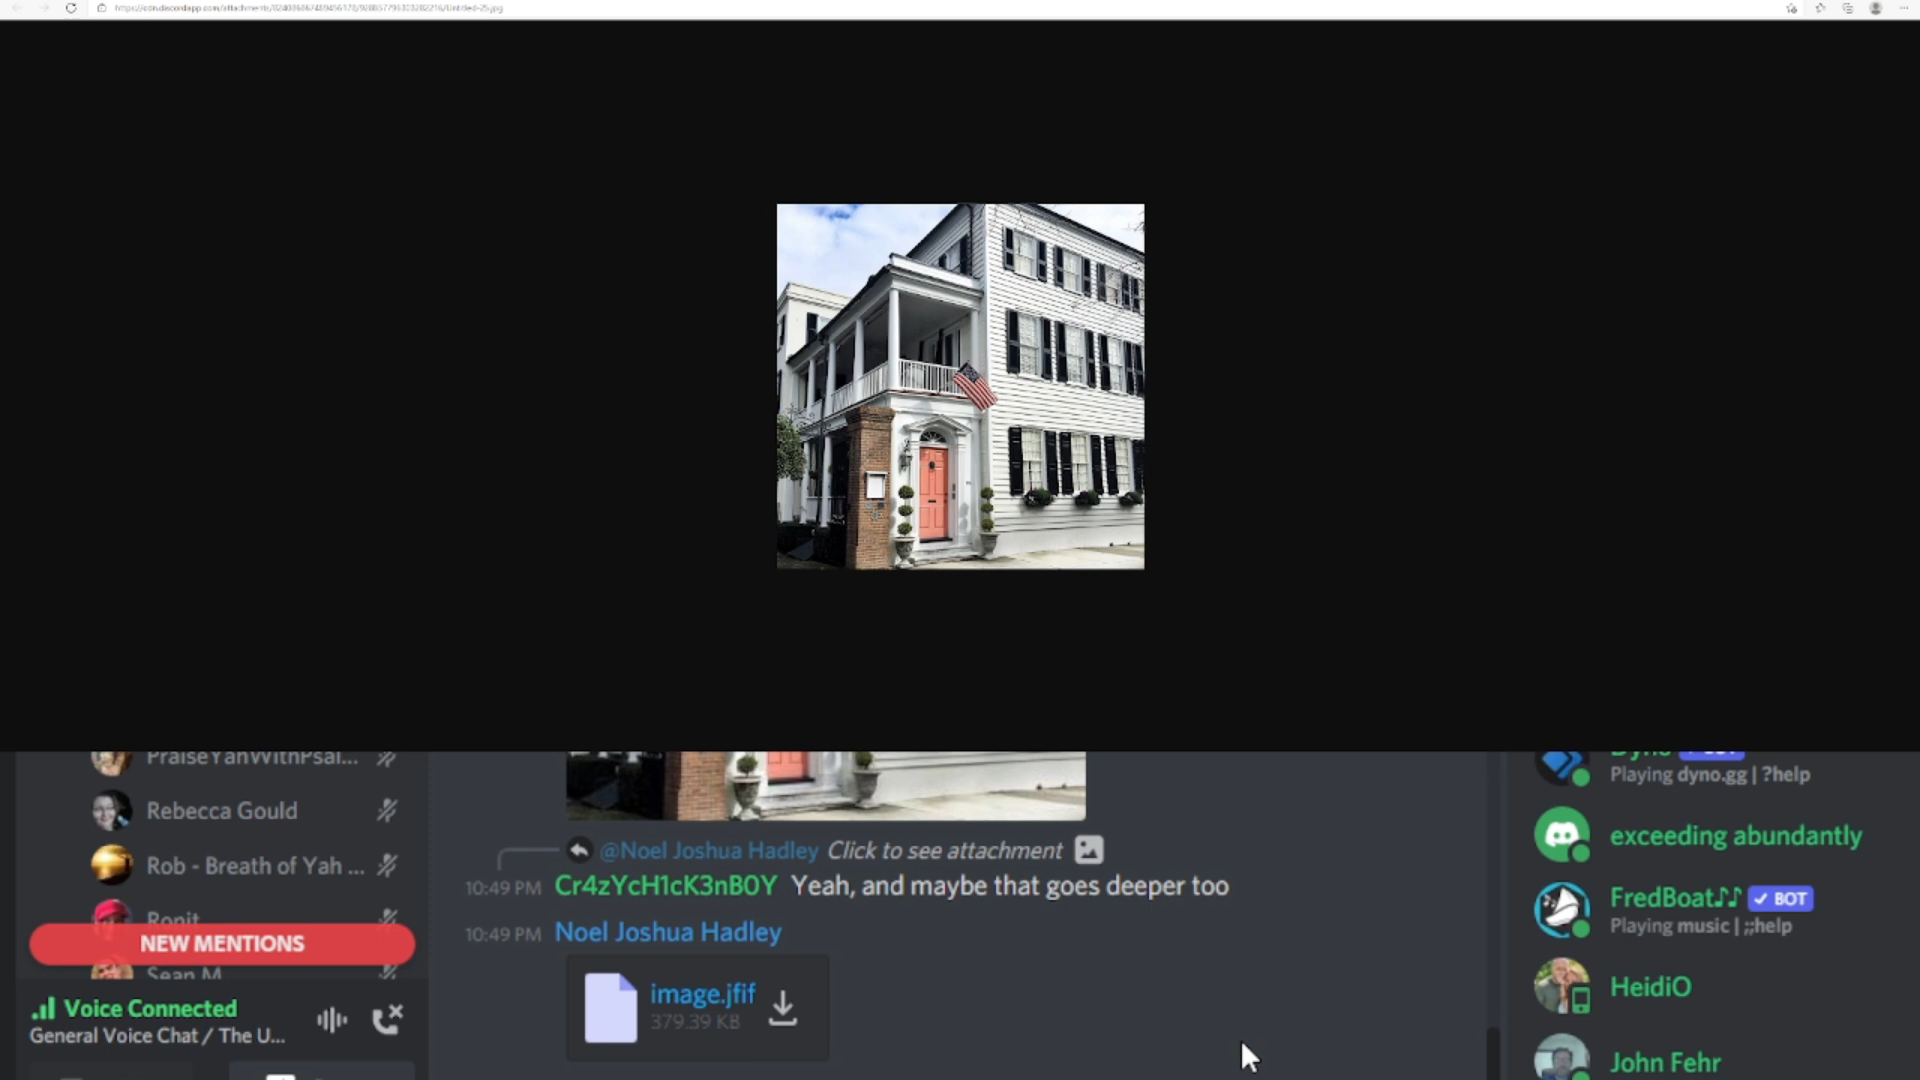 PraiseYahWithPsal...
Rebecca Gould
Rob - Breath of Yah ...
Ronit
NEW MENTIONS
Sean M
Voice Connected
General Voice Chat / The U...
@Noel Joshua Hadley Click to see attachment
10:49 PM Cr4zYcH1cK3nB0Y Yeah, and maybe that goes deeper too
10:49 PM Noel Joshua Hadley
image.jfif
379.39 KB
Playing dyno.gg | ?help
exceeding abundantly
FredBoat♪♪ ✓ BOT
Playing music | ;;help
HeidiO
John Fehr